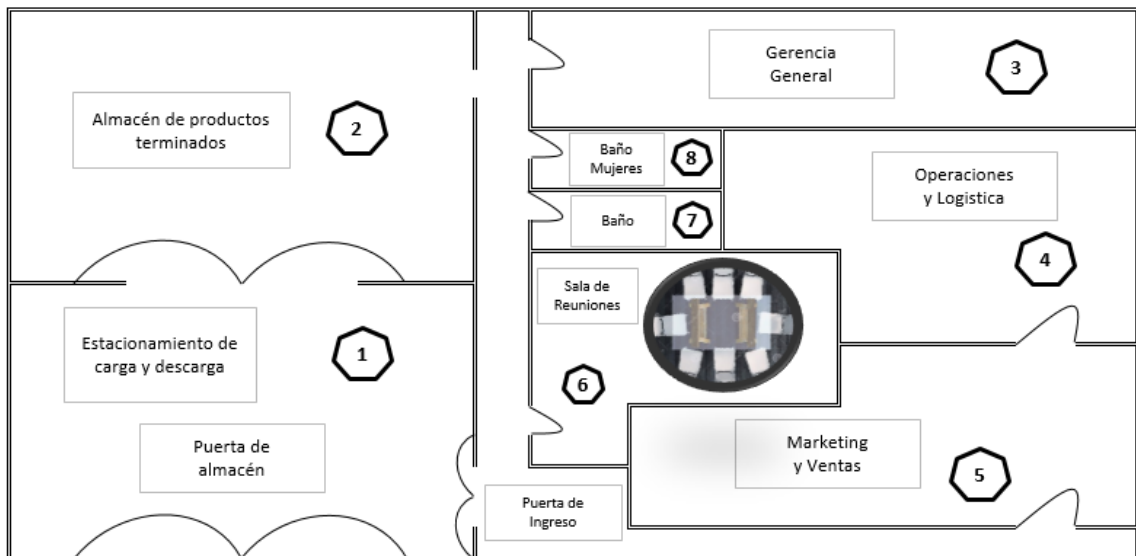 Gerencia
General
3
Almacén de productos
terminados
2
Baño
Mujeres
8
Operaciones
y Logistica
Baño
7
4
Sala de
Reuniones
Estacionamiento de
carga y descarga
1
6
Puerta de
almacén
Marketing
y Ventas
5
Puerta de
Ingreso